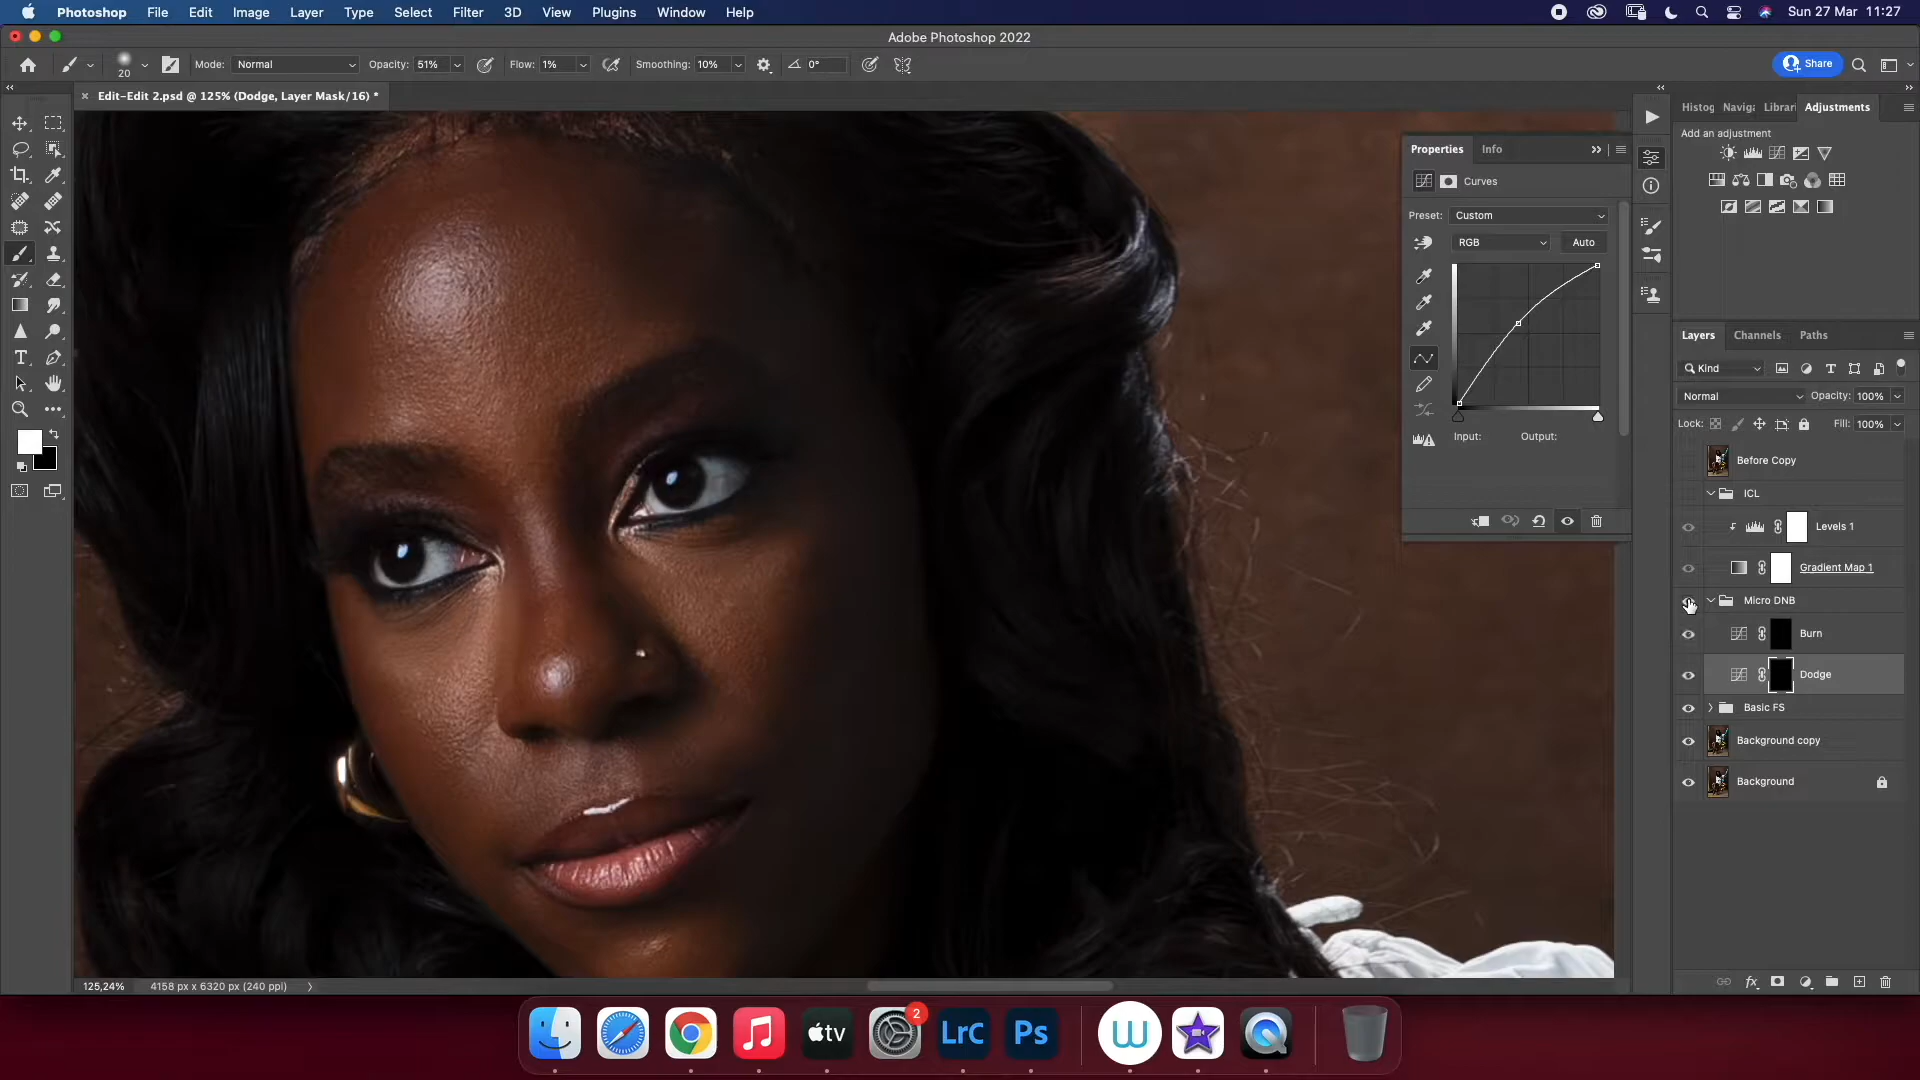 Photoshop File Edit Image Layer Type Select Filter 3D View Plugins Window Help Sun 27 Mar 11:27
Adobe Photoshop 2022
20 Mode: Normal Opacity: 51% Flow: 1% Smoothing: 10% 0° Share
Edit-Edit 2.psd @ 125% (Dodge, Layer Mask/16) *
Histog Naviga Librari Adjustments
Add an adjustment
Properties Info
Curves
Preset: Custom
RGB Auto
Input: Output:
Layers Channels Paths
Kind
Normal Opacity: 100%
Lock: Fill: 100%
Before Copy
ICL
Levels 1
Gradient Map 1
Micro DNB
Burn
Dodge
Basic FS
Background copy
Background
T
fx
125,24% 4158 px x 6320 px (240 ppi)
2
tv LrC Ps W